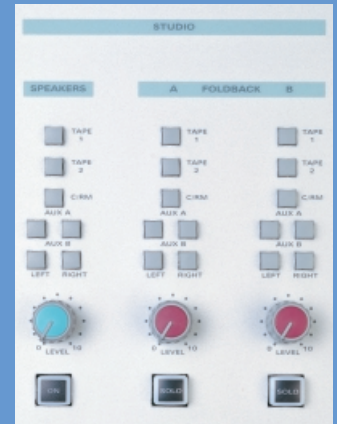 STUDIO
SPEAKERS
A FOLDBACK B
TAPE 1
TAPE 1
TAPE 1
TAPE 2
TAPE 2
TAPE 2
C/RM
C/RM
C/RM
AUX A
AUX A
AUX A
AUX B
AUX B
AUX B
LEFT RIGHT
LEFT RIGHT
LEFT RIGHT
0 LEVEL 10
0 LEVEL 10
0 LEVEL 10
ON
SOLO
SOLO